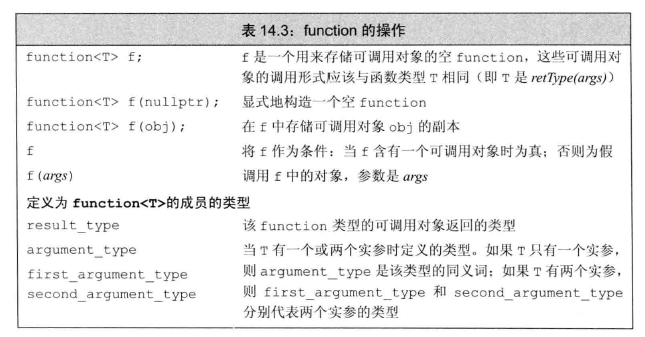 表 14.3：function 的操作
function<T> f; f 是一个用来存储可调用对象的空 function，这些可调用对
象的调用形式应该与函数类型 T 相同（即 T 是 retType(args)）
function<T> f(nullptr); 显式地构造一个空 function
function<T> f(obj); 在 f 中存储可调用对象 obj 的副本
f 将 f 作为条件：当 f 含有一个可调用对象时为真；否则为假
f(args) 调用 f 中的对象，参数是 args
定义为 function<T>的成员的类型
result_type 该 function 类型的可调用对象返回的类型
argument_type 当 T 有一个或两个实参时定义的类型。如果 T 只有一个实参，
first_argument_type 则 argument_type 是该类型的同义词；如果 T 有两个实参，
second_argument_type 则 first_argument_type 和 second_argument_type
分别代表两个实参的类型